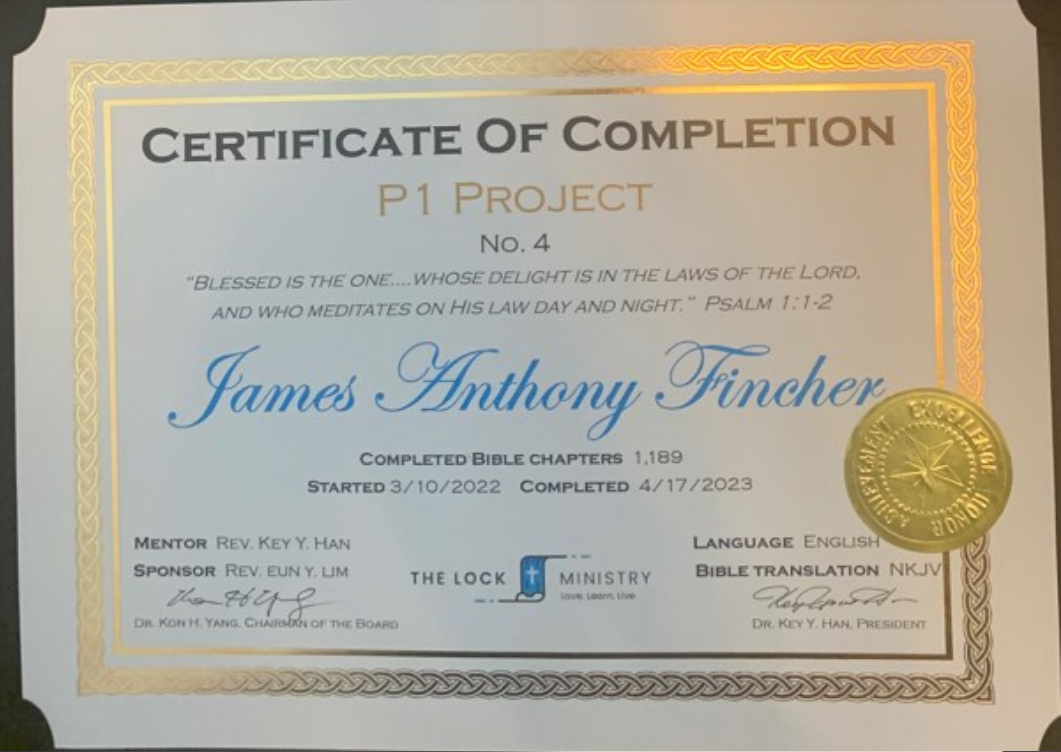 CERTIFICATE OF COMPLETION
P1 PROJECT
NO. 4
"BLESSED IS THE ONE....WHOSE DELIGHT IS IN THE LAWS OF THE LORD,
AND WHO MEDITATES ON HIS LAW DAY AND NIGHT." PSALM 1:1-2
James Anthony Fincher
COMPLETED BIBLE CHAPTERS 1,189
STARTED 3/10/2022 COMPLETED 4/17/2023
MENTOR REV. KEY Y. HAN
SPONSOR REV. EUN Y. LIM
DR. KON H. YANG, CHAIRMAN OF THE BOARD
THE LOCK MINISTRY
Love. Learn. Live.
LANGUAGE ENGLISH
BIBLE TRANSLATION NKJV
DR. KEY Y. HAN, PRESIDENT
ACHIEVEMENT EXCELLENCE HONOR